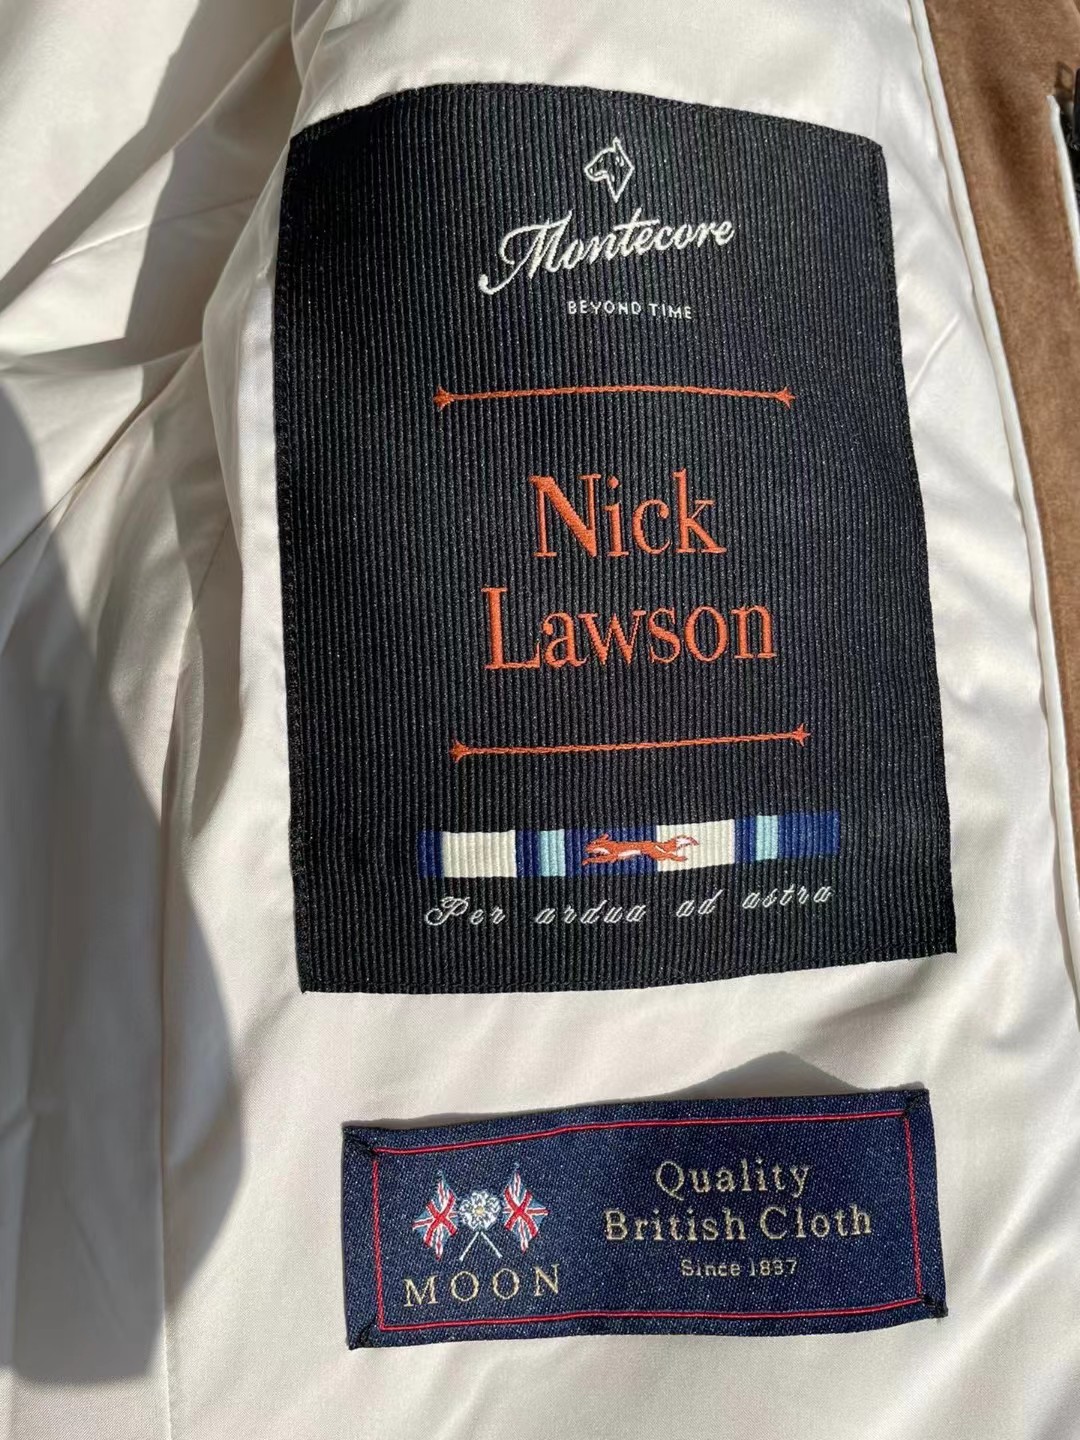 Montecore
BEYOND TIME
Nick
Lawson
Per ardua ad astra
MOON
Quality
British Cloth
Since 1837